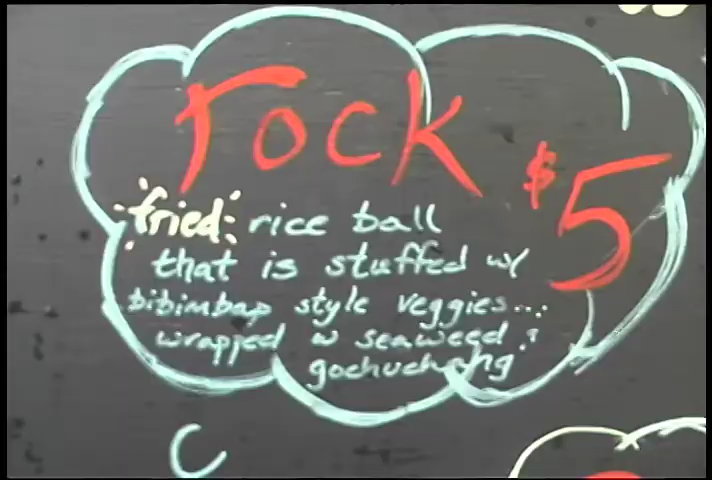 rock
$5
fried rice ball
that is stuffed w/
bibimbap style veggies...
wrapped w seaweed &
gochuchang
C